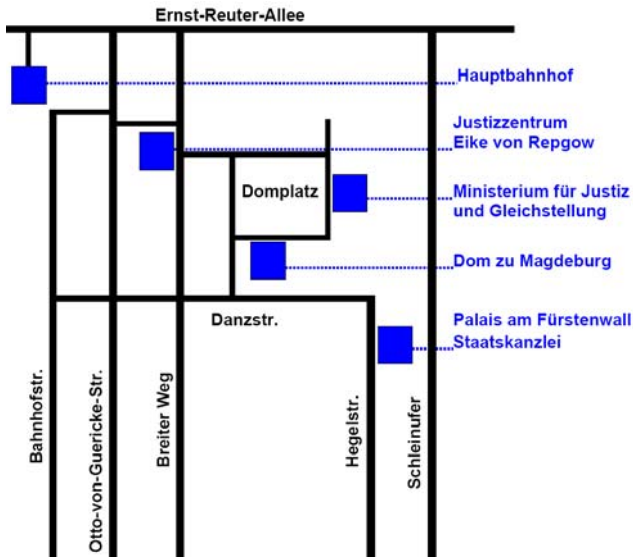 Ernst-Reuter-Allee
Hauptbahnhof
Justizzentrum
Eike von Repgow
Domplatz
Ministerium für Justiz
und Gleichstellung
Dom zu Magdeburg
Danzstr.
Palais am Fürstenwall
Staatskanzlei
Bahnhofstr.
Otto-von-Guericke-Str.
Breiter Weg
Hegelstr.
Schleinufer